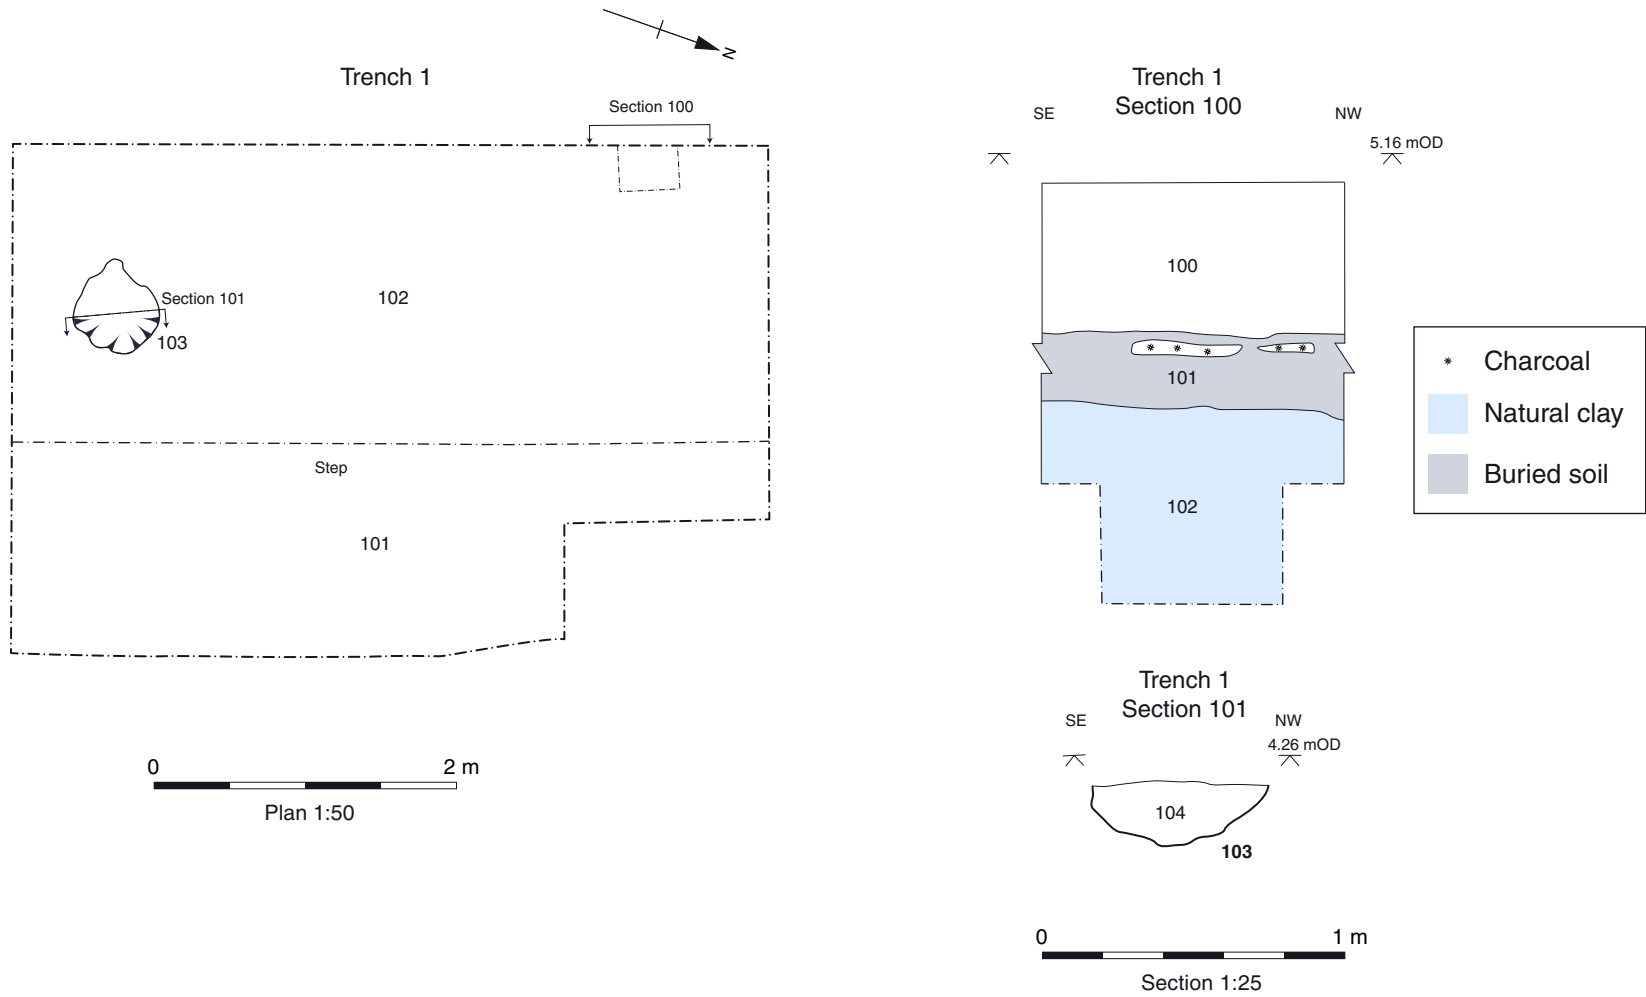 N
Trench 1
Section 100
Section 101
102
103
Step
101
0 2 m
Plan 1:50
Trench 1
Section 100
SE NW
5.16 mOD
100
101
102
Charcoal
Natural clay
Buried soil
Trench 1
Section 101
SE NW
4.26 mOD
104
103
0 1 m
Section 1:25